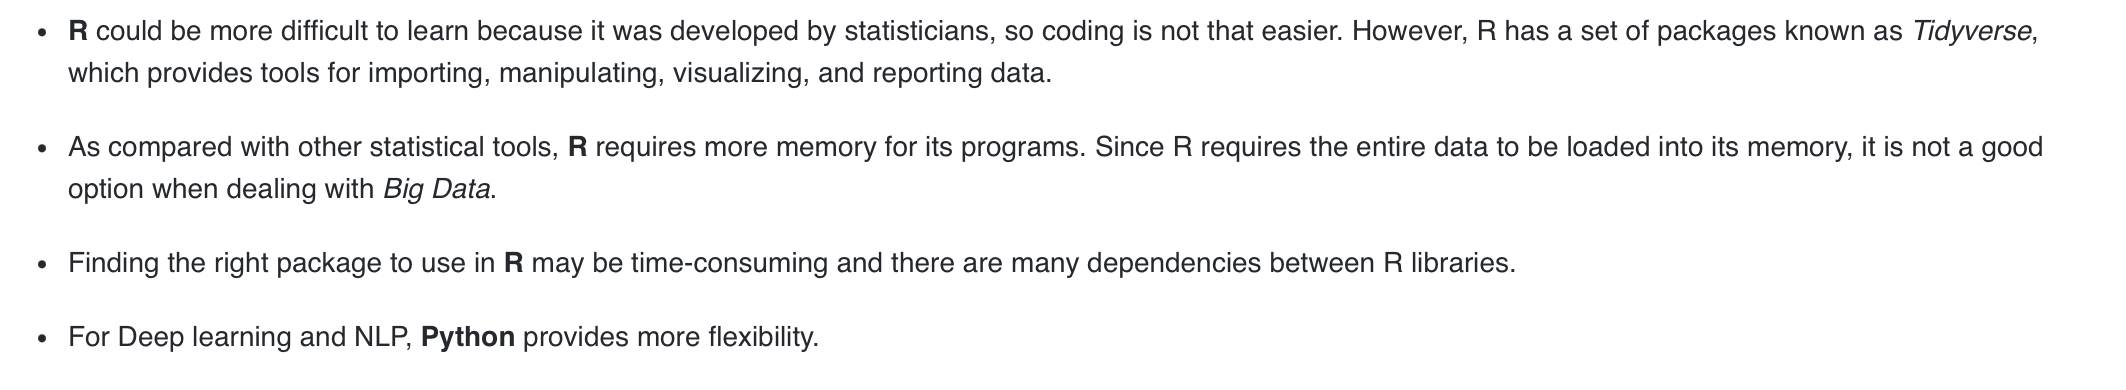 • R could be more difficult to learn because it was developed by statisticians, so coding is not that easier. However, R has a set of packages known as Tidyverse,
which provides tools for importing, manipulating, visualizing, and reporting data.
• As compared with other statistical tools, R requires more memory for its programs. Since R requires the entire data to be loaded into its memory, it is not a good
option when dealing with Big Data.
• Finding the right package to use in R may be time-consuming and there are many dependencies between R libraries.
• For Deep learning and NLP, Python provides more flexibility.